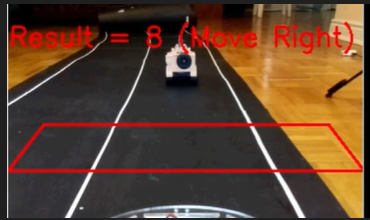 Result = 8 (Move Right)